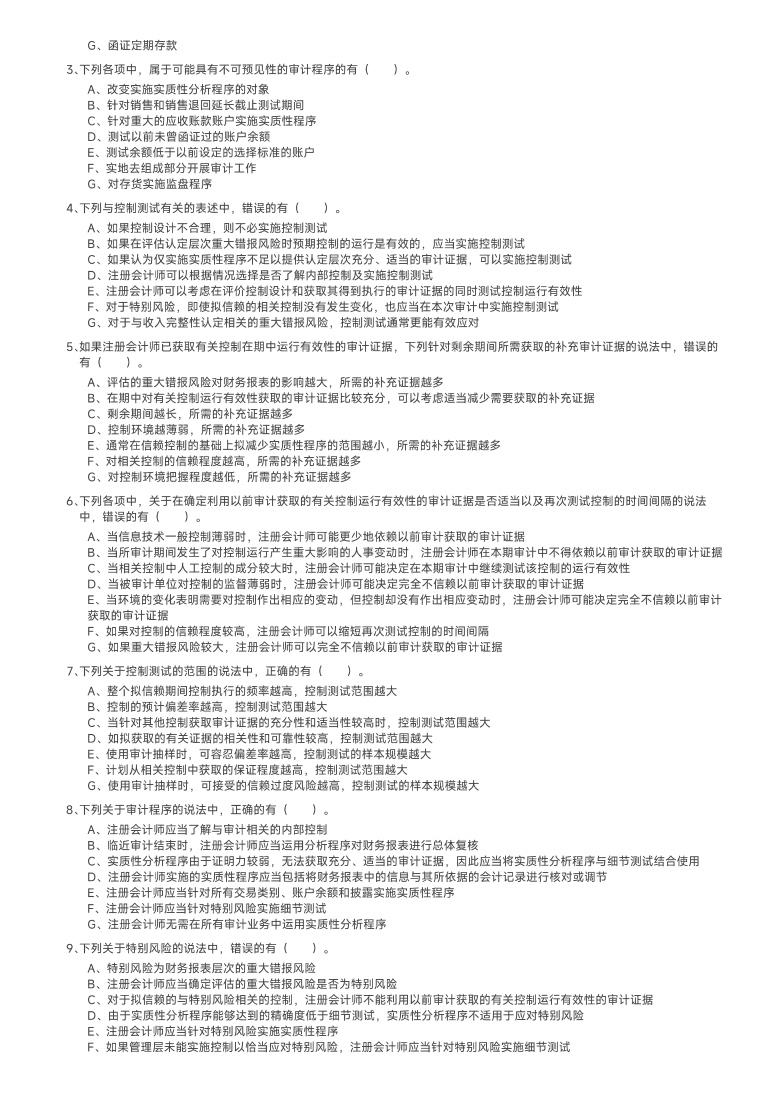 G、函证定期存款
3、下列各项中，属于可能具有不可预见性的审计程序的有（　　）。
A、改变实施实质性分析程序的对象
B、针对销售和销售退回延长截止测试期间
C、针对重大的应收账款账户实施实质性程序
D、测试以前未曾函证过的账户余额
E、测试余额低于以前设定的选择标准的账户
F、实地去组成部分开展审计工作
G、对存货实施监盘程序
4、下列与控制测试有关的表述中，错误的有（　　）。
A、如果控制设计不合理，则不必实施控制测试
B、如果在评估认定层次重大错报风险时预期控制的运行是有效的，应当实施控制测试
C、如果认为仅实施实质性程序不足以提供认定层次充分、适当的审计证据，可以实施控制测试
D、注册会计师可以根据情况选择是否了解内部控制及实施控制测试
E、注册会计师可以考虑在评价控制设计和获取其得到执行的审计证据的同时测试控制运行有效性
F、对于特别风险，即使拟信赖的相关控制没有发生变化，也应当在本次审计中实施控制测试
G、对于与收入完整性认定相关的重大错报风险，控制测试通常更能有效应对
5、如果注册会计师已获取有关控制在期中运行有效性的审计证据，下列针对剩余期间所需获取的补充审计证据的说法中，错误的
有（　　）。
A、评估的重大错报风险对财务报表的影响越大，所需的补充证据越多
B、在期中对有关控制运行有效性获取的审计证据比较充分，可以考虑适当减少需要获取的补充证据
C、剩余期间越长，所需的补充证据越多
D、控制环境越薄弱，所需的补充证据越多
E、通常在信赖控制的基础上拟减少实质性程序的范围越小，所需的补充证据越多
F、对相关控制的信赖程度越高，所需的补充证据越多
G、对控制环境把握程度越低，所需的补充证据越多
6、下列各项中，关于在确定利用以前审计获取的有关控制运行有效性的审计证据是否适当以及再次测试控制的时间间隔的说法
中，错误的有（　　）。
A、当信息技术一般控制薄弱时，注册会计师可能更少地依赖以前审计获取的审计证据
B、当所审计期间发生了对控制运行产生重大影响的人事变动时，注册会计师在本期审计中不得依赖以前审计获取的审计证据
C、当相关控制中人工控制的成分较大时，注册会计师可能决定在本期审计中继续测试该控制的运行有效性
D、当被审计单位对控制的监督薄弱时，注册会计师可能决定完全不信赖以前审计获取的审计证据
E、当环境的变化表明需要对控制作出相应的变动，但控制却没有作出相应变动时，注册会计师可能决定完全不信赖以前审计
获取的审计证据
F、如果对控制的信赖程度较高，注册会计师可以缩短再次测试控制的时间间隔
G、如果重大错报风险较大，注册会计师可以完全不信赖以前审计获取的审计证据
7、下列关于控制测试的范围的说法中，正确的有（　　）。
A、整个拟信赖期间控制执行的频率越高，控制测试范围越大
B、控制的预计偏差率越高，控制测试范围越大
C、当针对其他控制获取审计证据的充分性和适当性较高时，控制测试范围越大
D、如拟获取的有关证据的相关性和可靠性较高，控制测试范围越大
E、使用审计抽样时，可容忍偏差率越高，控制测试的样本规模越大
F、计划从相关控制中获取的保证程度越高，控制测试范围越大
G、使用审计抽样时，可接受的信赖过度风险越高，控制测试的样本规模越大
8、下列关于审计程序的说法中，正确的有（　　）。
A、注册会计师应当了解与审计相关的内部控制
B、临近审计结束时，注册会计师应当运用分析程序对财务报表进行总体复核
C、实质性分析程序由于证明力较弱，无法获取充分、适当的审计证据，因此应当将实质性分析程序与细节测试结合使用
D、注册会计师实施的实质性程序应当包括将财务报表中的信息与其所依据的会计记录进行核对或调节
E、注册会计师应当针对所有交易类别、账户余额和披露实施实质性程序
F、注册会计师应当针对特别风险实施细节测试
G、注册会计师无需在所有审计业务中运用实质性分析程序
9、下列关于特别风险的说法中，错误的有（　　）。
A、特别风险为财务报表层次的重大错报风险
B、注册会计师应当确定评估的重大错报风险是否为特别风险
C、对于拟信赖的与特别风险相关的控制，注册会计师不能利用以前审计获取的有关控制运行有效性的审计证据
D、由于实质性分析程序能够达到的精确度低于细节测试，实质性分析程序不适用于应对特别风险
E、注册会计师应当针对特别风险实施实质性程序
F、如果管理层未能实施控制以恰当应对特别风险，注册会计师应当针对特别风险实施细节测试